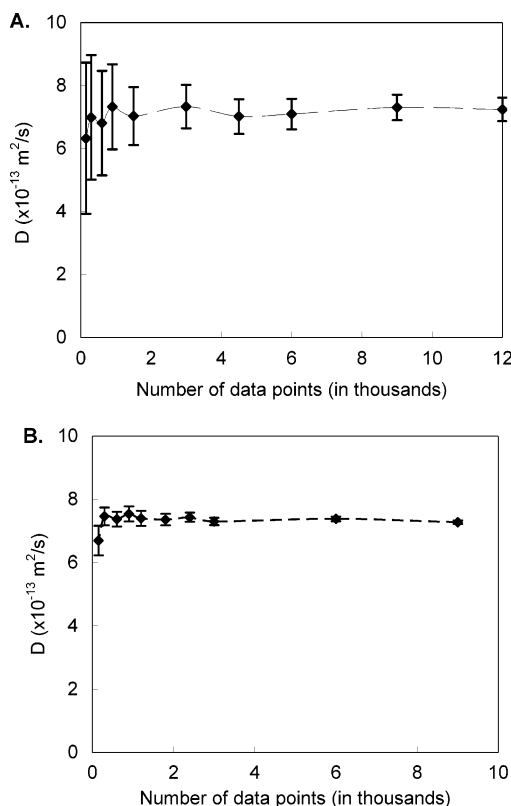 A.
10
8
6
4
2
0
D (x10⁻¹³ m²/s)
0 2 4 6 8 10 12
Number of data points (in thousands)
B.
10
8
6
4
2
0
D (x10⁻¹³ m²/s)
0 2 4 6 8 10
Number of data points (in thousands)